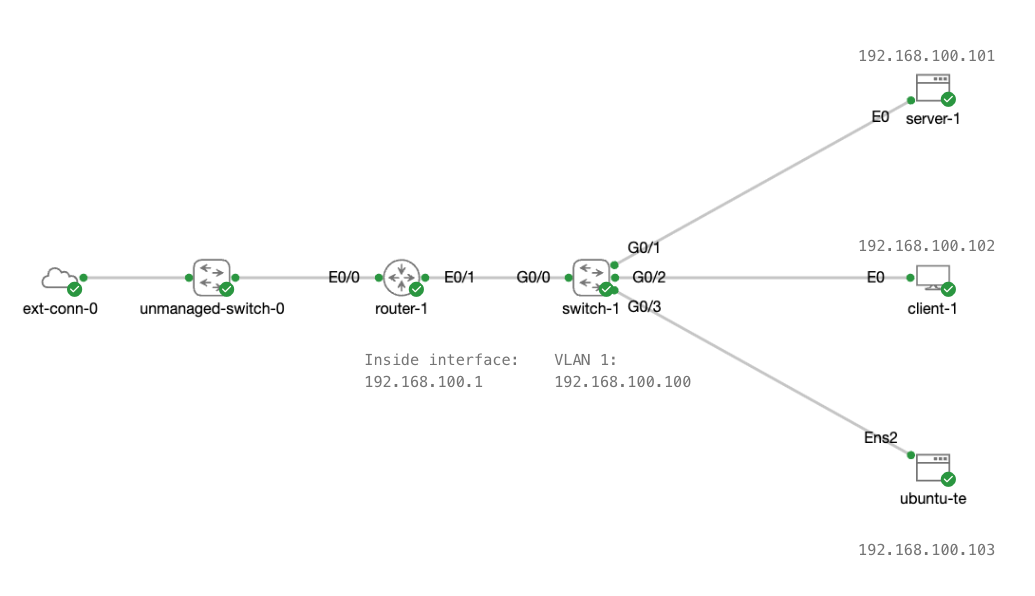 192.168.100.101
E0
server-1
G0/1
192.168.100.102
E0/0
E0/1
G0/0
G0/2
E0
ext-conn-0
unmanaged-switch-0
router-1
switch-1
G0/3
client-1
Inside interface:
192.168.100.1
VLAN 1:
192.168.100.100
Ens2
ubuntu-te
192.168.100.103